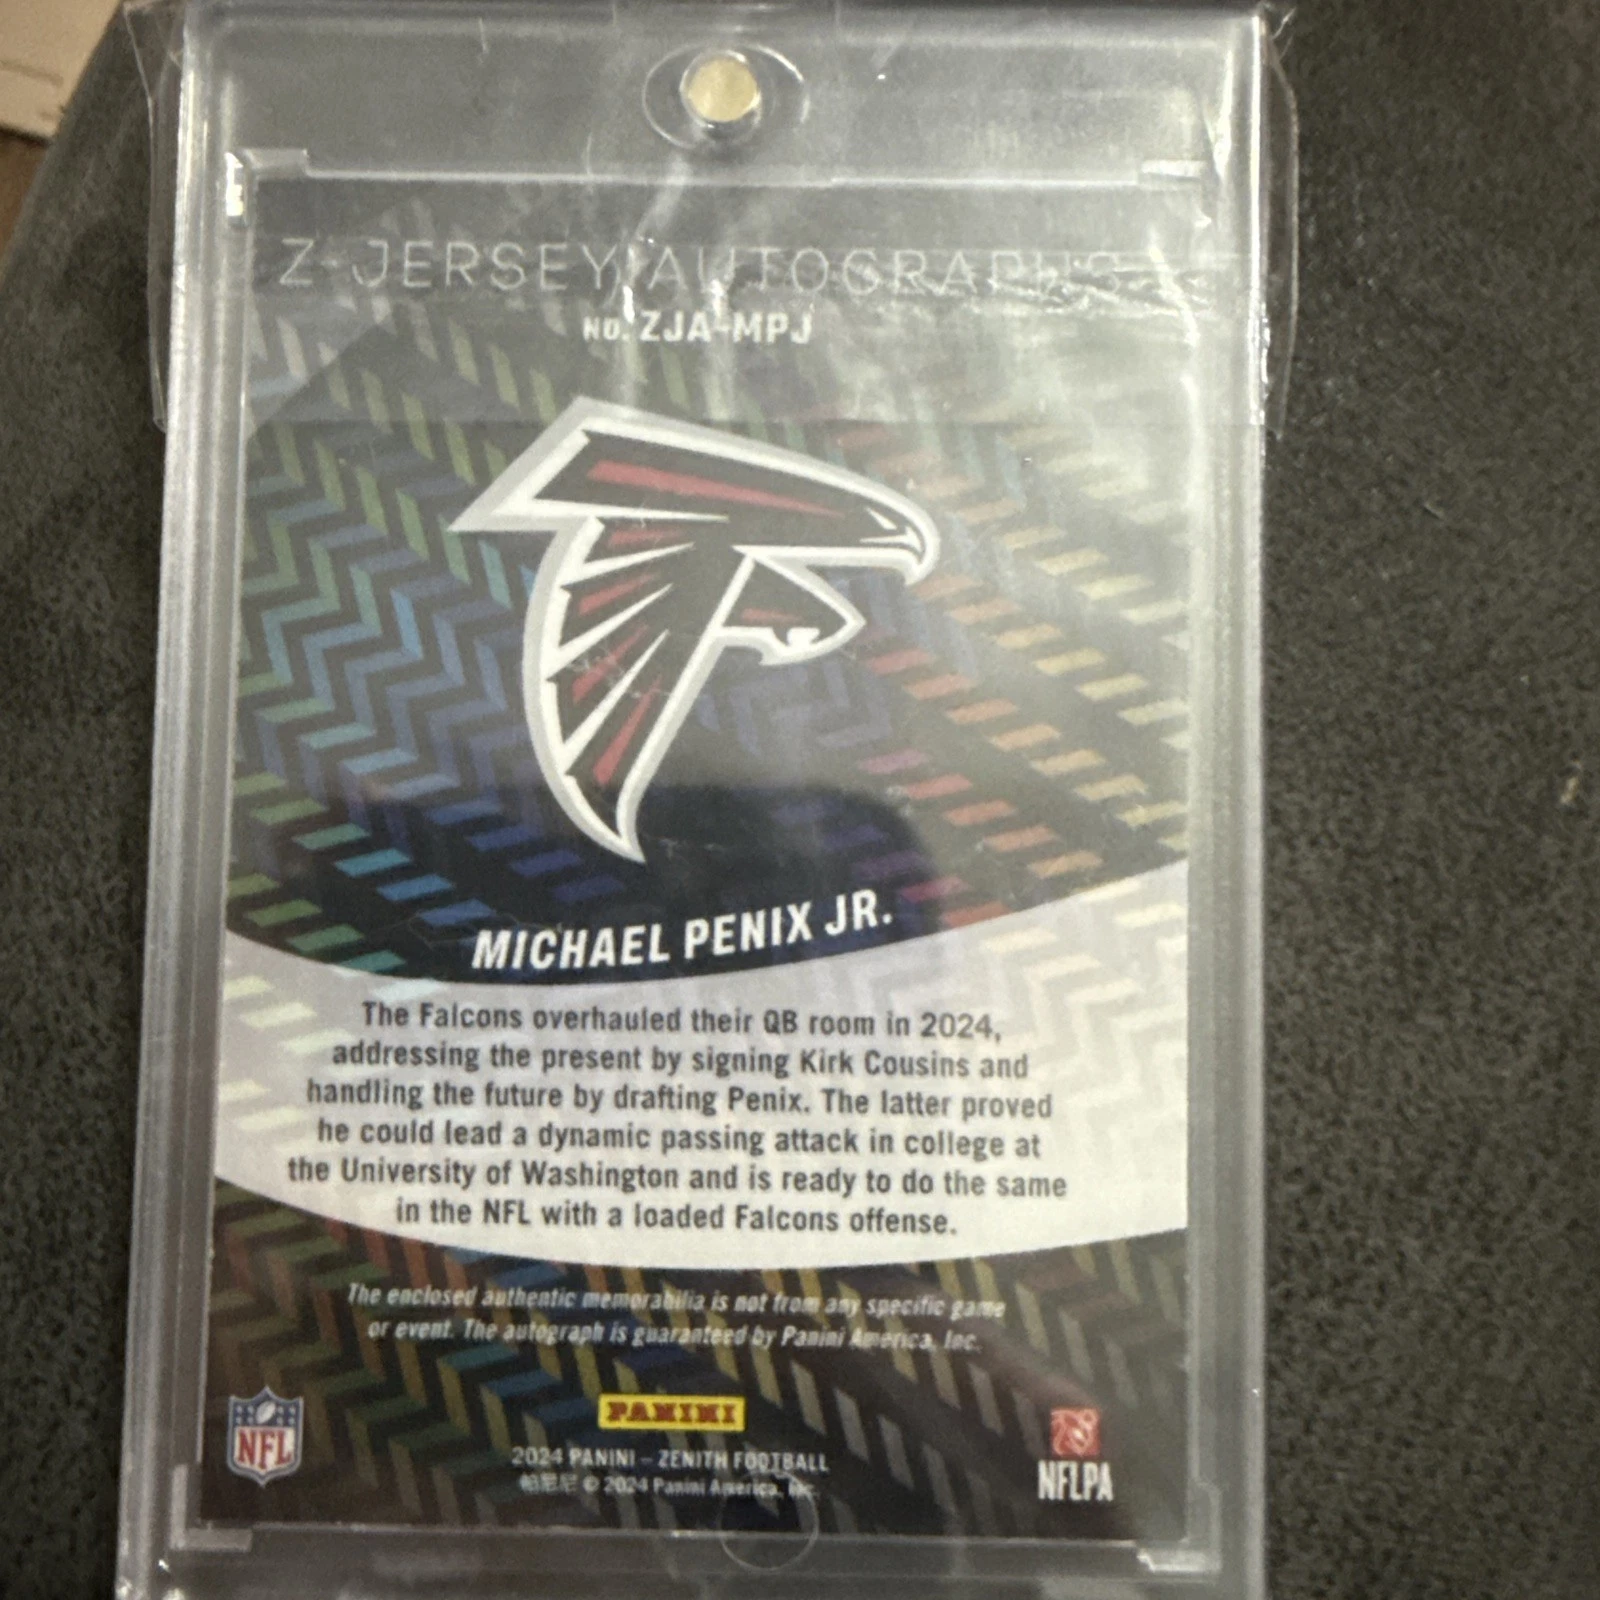 Z-JERSEY AUTOGRAPHS
NO. ZJA-MPJ
MICHAEL PENIX JR.
The Falcons overhauled their QB room in 2024,
addressing the present by signing Kirk Cousins and
handling the future by drafting Penix. The latter proved
he could lead a dynamic passing attack in college at
the University of Washington and is ready to do the same
in the NFL with a loaded Falcons offense.
The enclosed authentic memorabilia is not from any specific game
or event. The autograph is guaranteed by Panini America, Inc.
NFL
PANINI
NFLPA
2024 PANINI – ZENITH FOOTBALL
帕尼尼 © 2024 Panini America, Inc.